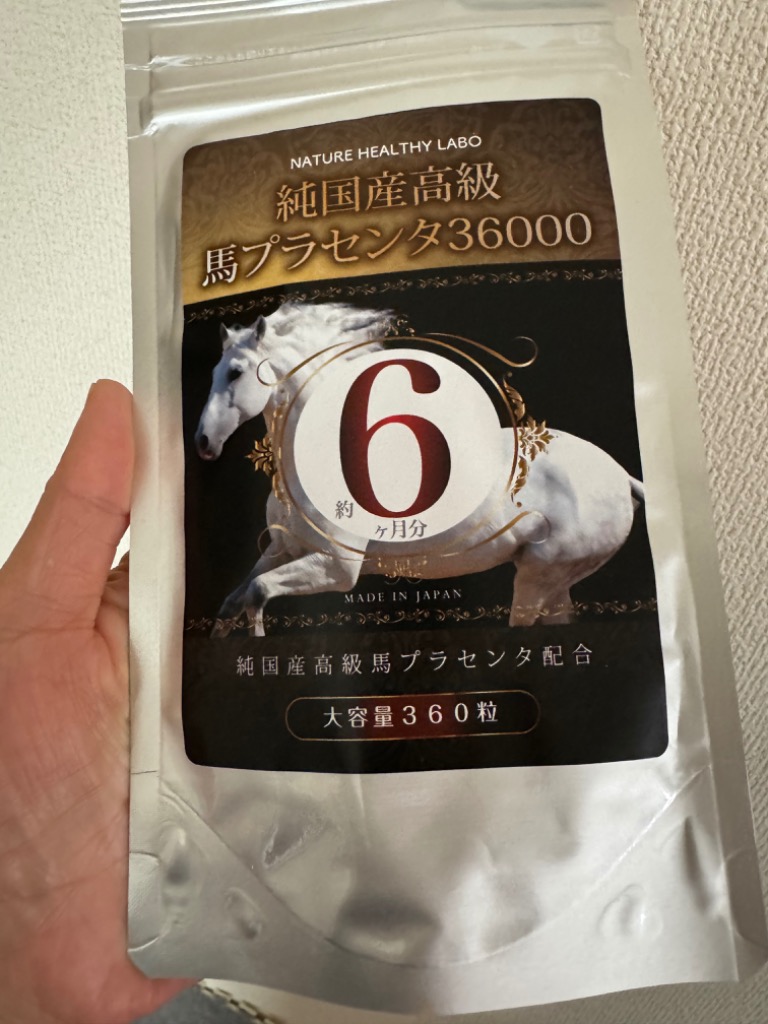 NATURE HEALTHY LABO
純国産高級
馬プラセンタ36000
約6ヶ月分
MADE IN JAPAN
純国産高級馬プラセンタ配合
大容量360粒